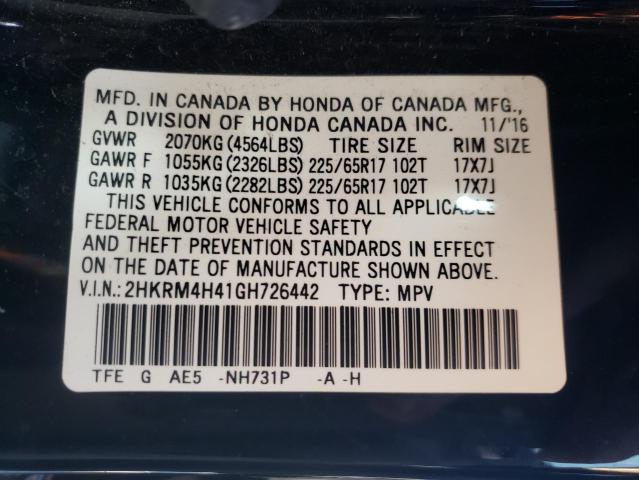 MFD. IN CANADA BY HONDA OF CANADA MFG.,
A DIVISION OF HONDA CANADA INC. 11/'16
GVWR 2070KG(4564LBS) TIRE SIZE RIM SIZE
GAWR F 1055KG(2326LBS) 225/65R17 102T 17X7J
GAWR R 1035KG(2282LBS) 225/65R17 102T 17X7J
THIS VEHICLE CONFORMS TO ALL APPLICABLE
FEDERAL MOTOR VEHICLE SAFETY
AND THEFT PREVENTION STANDARDS IN EFFECT
ON THE DATE OF MANUFACTURE SHOWN ABOVE.
V.I.N.:2HKRM4H41GH726442 TYPE: MPV
TFE G AE5 -NH731P -A -H